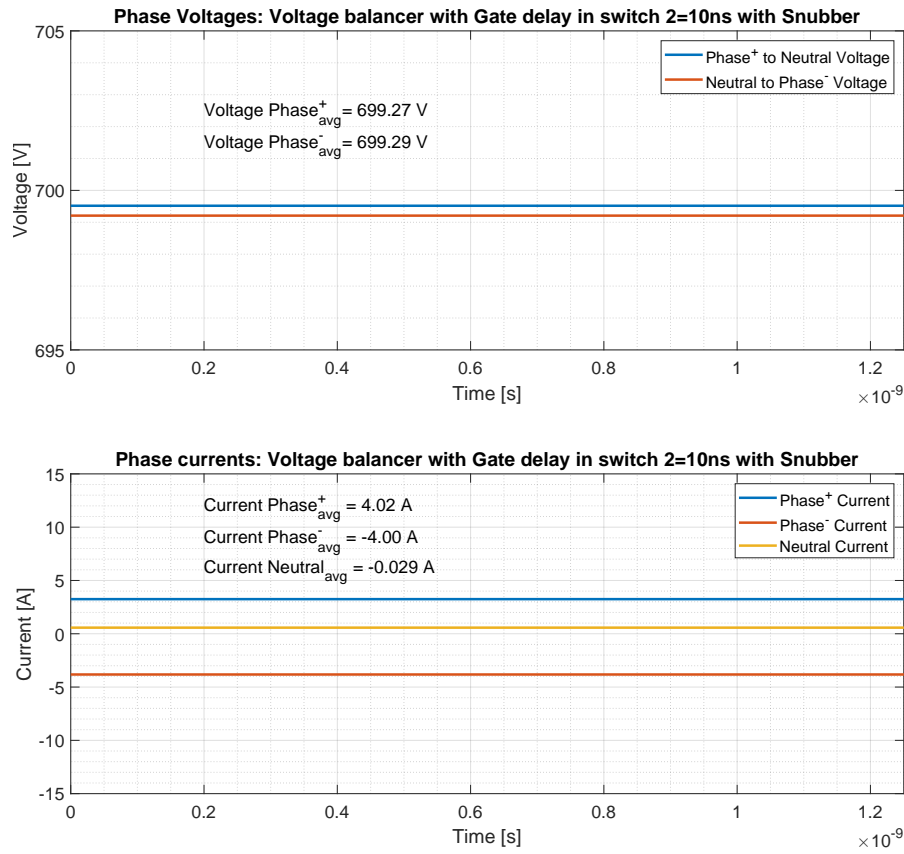 Phase Voltages: Voltage balancer with Gate delay in switch 2=10ns with Snubber
705
700
695
Voltage [V]
Phase+ to Neutral Voltage
Neutral to Phase- Voltage
Voltage Phase+avg= 699.27 V
Voltage Phase-avg= 699.29 V
0 0.2 0.4 0.6 0.8 1 1.2
Time [s]
×10-9
Phase currents: Voltage balancer with Gate delay in switch 2=10ns with Snubber
15
10
5
0
-5
-10
-15
Current [A]
Phase+ Current
Phase- Current
Neutral Current
Current Phase+avg = 4.02 A
Current Phase-avg = -4.00 A
Current Neutralavg = -0.029 A
0 0.2 0.4 0.6 0.8 1 1.2
Time [s]
×10-9